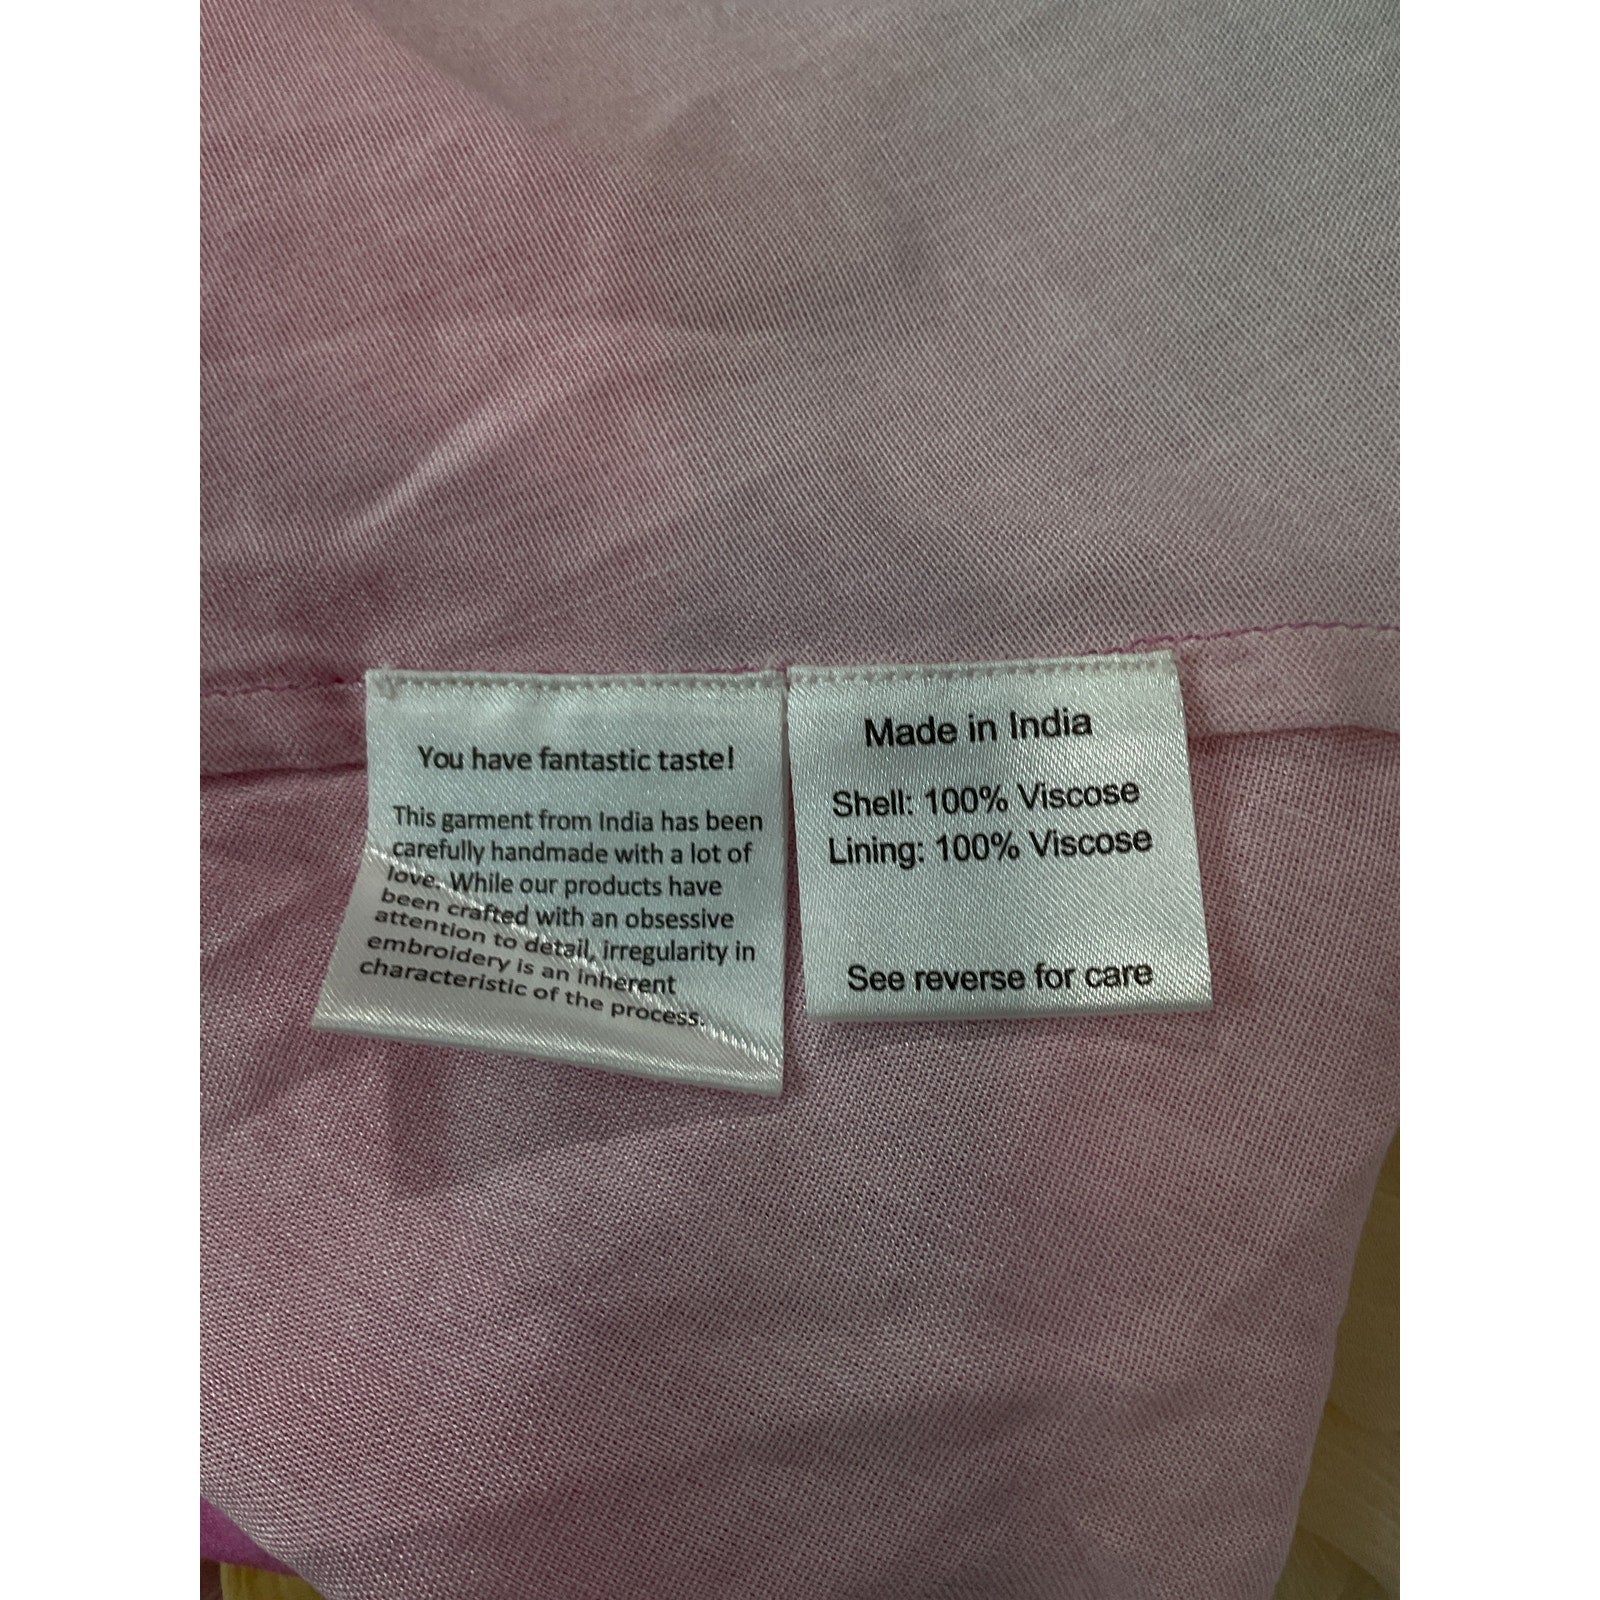 You have fantastic taste!
This garment from India has been
carefully handmade with a lot of
love. While our products have
been crafted with an obsessive
attention to detail, irregularity in
embroidery is an inherent
characteristic of the process.
Made in India
Shell: 100% Viscose
Lining: 100% Viscose
See reverse for care